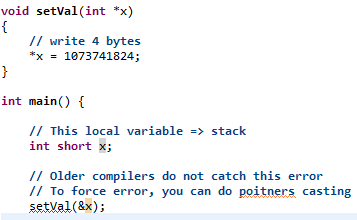 void setVal(int *x)
{
// write 4 bytes
*x = 1073741824;
}
int main() {
// This local variable => stack
int short x;
// Older compilers do not catch this error
// To force error, you can do poitners casting
setVal(&x);